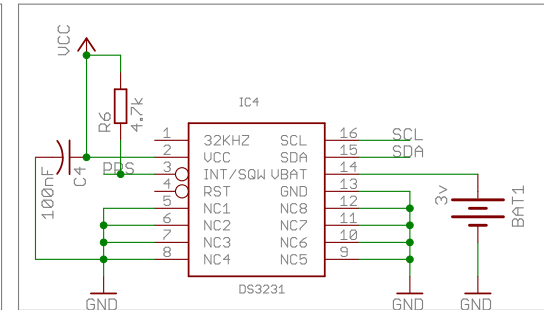 VCC
R6
4.7k
100nF
C4
PPS
IC4
1 32KHZ SCL 16 SCL
2 VCC SDA 15 SDA
3 INT/SQW VBAT 14
4 RST GND 13
5 NC1 NC8 12
6 NC2 NC7 11
7 NC3 NC6 10
8 NC4 NC5 9
DS3231
3v
BAT1
GND
GND
GND